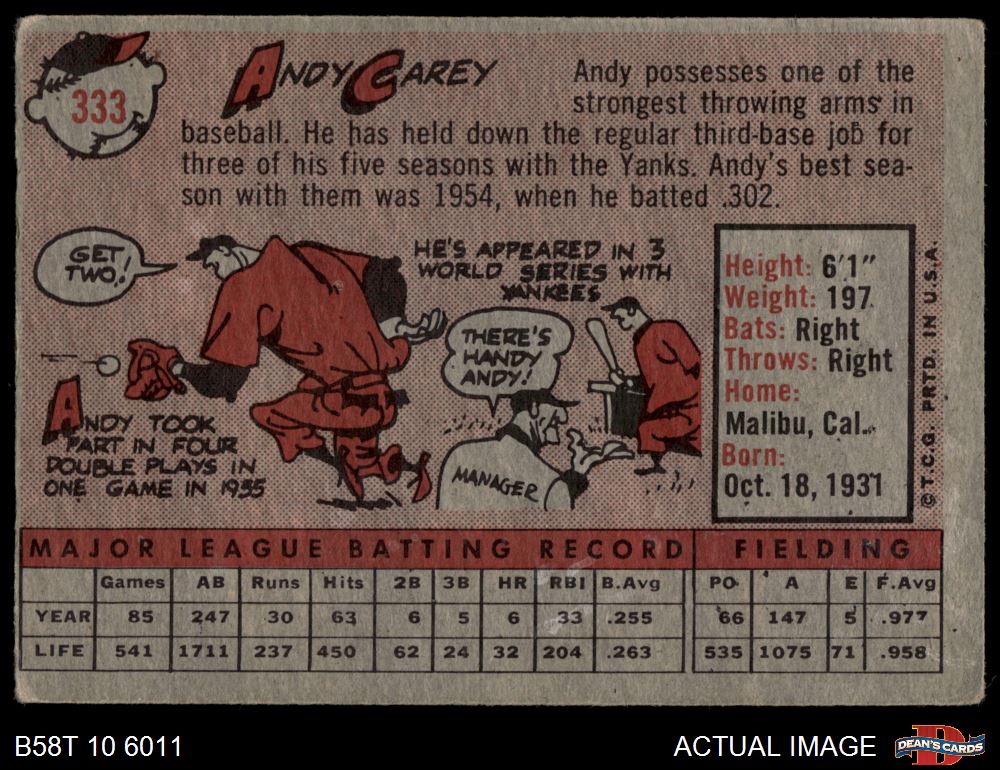 333
ANDY CAREY
Andy possesses one of the
strongest throwing arms in
baseball. He has held down the regular third-base job for
three of his five seasons with the Yanks. Andy's best sea-
son with them was 1954, when he batted .302.
GET
TWO!
HE'S APPEARED IN 3
WORLD SERIES WITH
YANKEES
THERE'S
HANDY
ANDY!
ANDY TOOK
PART IN FOUR
DOUBLE PLAYS IN
ONE GAME IN 1955
MANAGER
Height: 6'1"
Weight: 197
Bats: Right
Throws: Right
Home:
Malibu, Cal.
Born:
Oct. 18, 1931
© T.C.G. PRTD. IN U.S.A.
MAJOR LEAGUE BATTING RECORD FIELDING
Games AB Runs Hits 2B 3B HR RBI B.Avg PO A E F.Avg
YEAR 85 247 30 63 6 5 6 33 .255 66 147 5 .977
LIFE 541 1711 237 450 62 24 32 204 .263 535 1075 71 .958
B58T 10 6011
ACTUAL IMAGE
DEAN'S CARDS